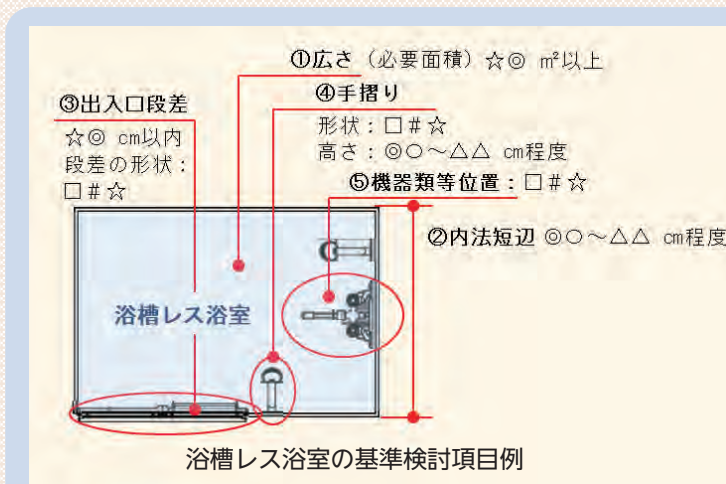 ①広さ（必要面積）☆◎ ㎡以上
③出入口段差
☆◎ cm以内
段差の形状：
□＃☆
④手摺り
形状：□＃☆
高さ：◎○～△△ cm程度
⑤機器類等位置：□＃☆
②内法短辺 ◎○～△△ cm程度
浴槽レス浴室
浴槽レス浴室の基準検討項目例